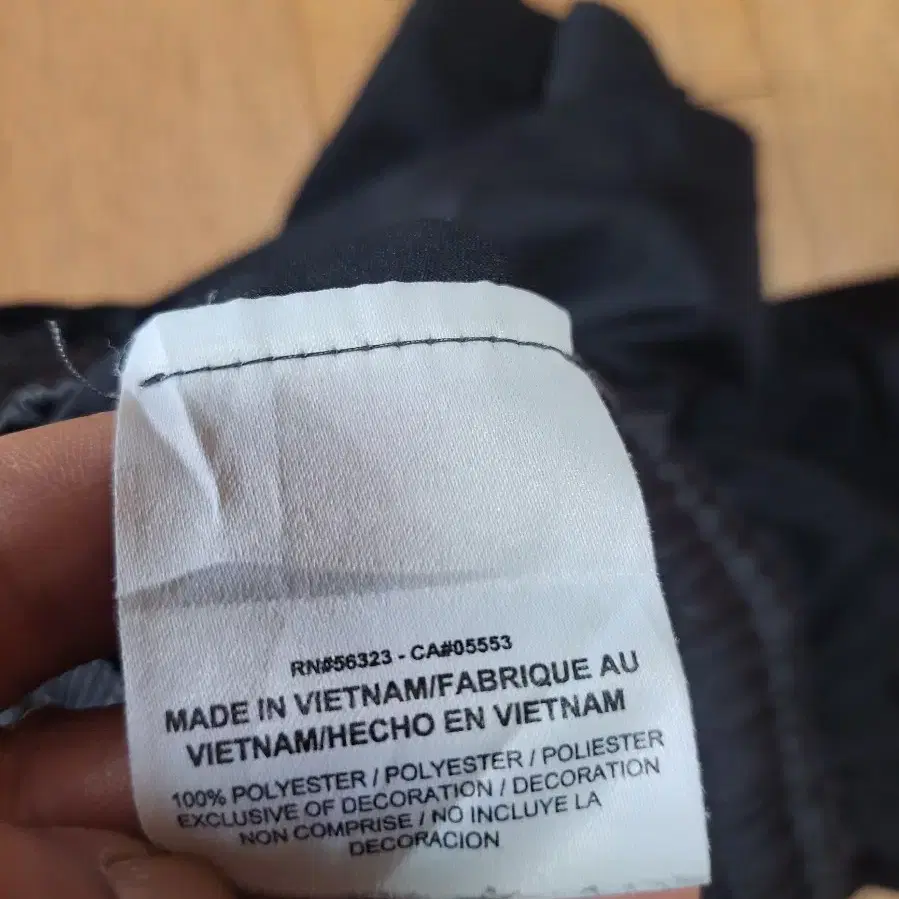 RN#56323 - CA#05553
MADE IN VIETNAM/FABRIQUE AU
VIETNAM/HECHO EN VIETNAM
100% POLYESTER / POLYESTER / POLIESTER
EXCLUSIVE OF DECORATION / DECORATION
NON COMPRISE / NO INCLUYE LA
DECORACION